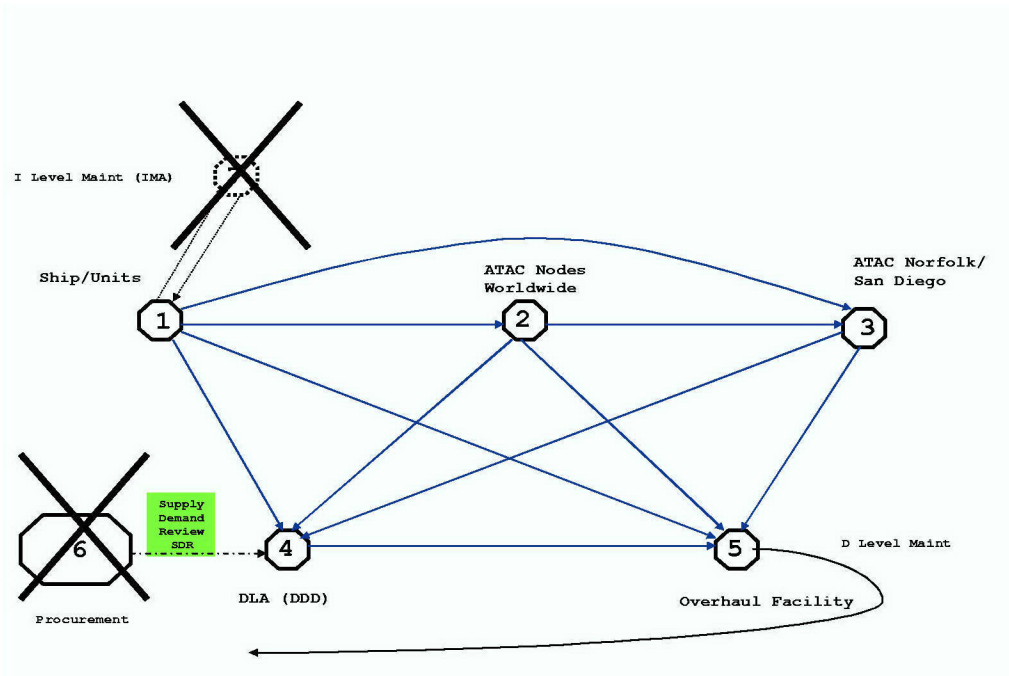 I Level Maint (IMA)
Ship/Units
ATAC Nodes
Worldwide
ATAC Norfolk/
San Diego
1
2
3
Supply
Demand
Review
SDR
6
4
5
D Level Maint
DLA (DDD)
Overhaul Facility
Procurement